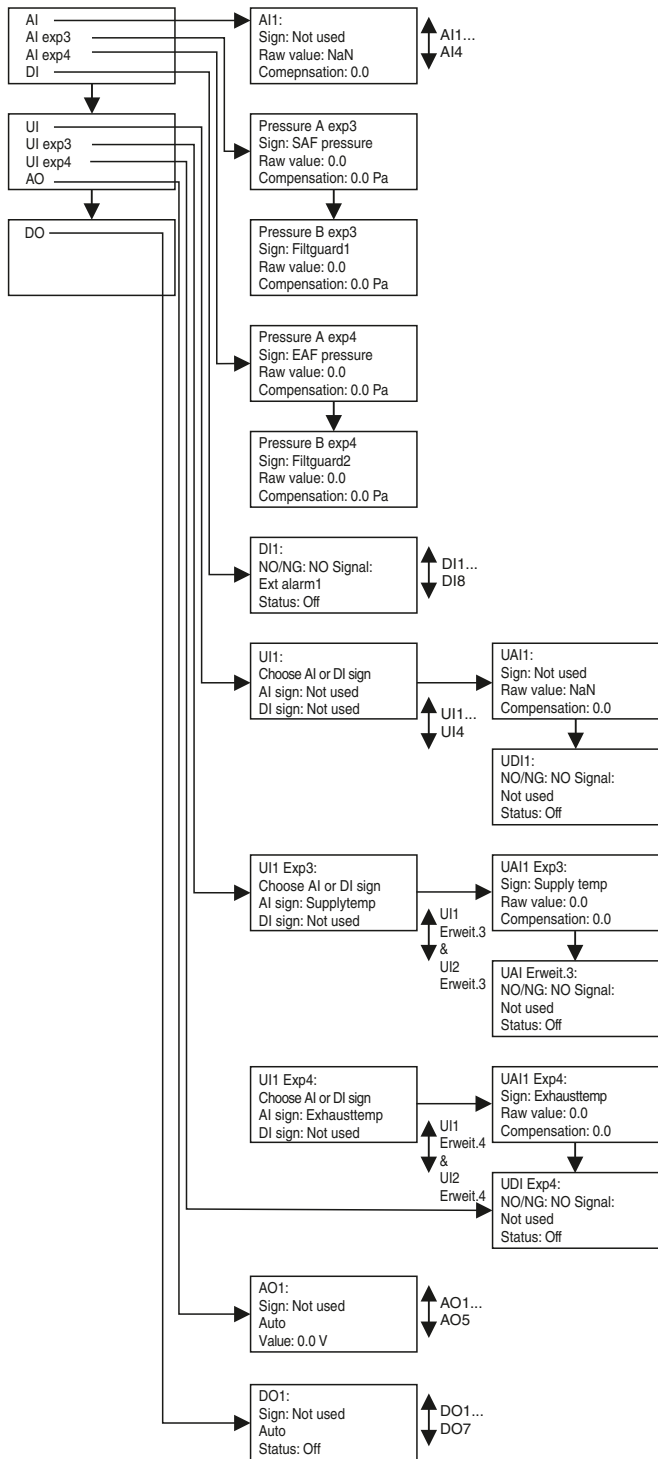 AI
AI exp3
AI exp4
DI
UI
UI exp3
UI exp4
AO
DO
AI1:
Sign: Not used
Raw value: NaN
Comepnsation: 0.0
AI1...
AI4
Pressure A exp3
Sign: SAF pressure
Raw value: 0.0
Compensation: 0.0 Pa
Pressure B exp3
Sign: Filtguard1
Raw value: 0.0
Compensation: 0.0 Pa
Pressure A exp4
Sign: EAF pressure
Raw value: 0.0
Compensation: 0.0 Pa
Pressure B exp4
Sign: Filtguard2
Raw value: 0.0
Compensation: 0.0 Pa
DI1:
NO/NG: NO Signal:
Ext alarm1
Status: Off
DI1...
DI8
UI1:
Choose AI or DI sign
AI sign: Not used
DI sign: Not used
UI1...
UI4
UAI1:
Sign: Not used
Raw value: NaN
Compensation: 0.0
UDI1:
NO/NG: NO Signal:
Not used
Status: Off
UI1 Exp3:
Choose AI or DI sign
AI sign: Supplytemp
DI sign: Not used
UI1
Erweit.3
&
UI2
Erweit.3
UAI1 Exp3:
Sign: Supply temp
Raw value: 0.0
Compensation: 0.0
UAI Erweit.3:
NO/NG: NO Signal:
Not used
Status: Off
UI1 Exp4:
Choose AI or DI sign
AI sign: Exhausttemp
DI sign: Not used
UI1
Erweit.4
&
UI2
Erweit.4
UAI1 Exp4:
Sign: Exhausttemp
Raw value: 0.0
Compensation: 0.0
UDI Exp4:
NO/NG: NO Signal:
Not used
Status: Off
AO1:
Sign: Not used
Auto
Value: 0.0 V
AO1...
AO5
DO1:
Sign: Not used
Auto
Status: Off
DO1...
DO7